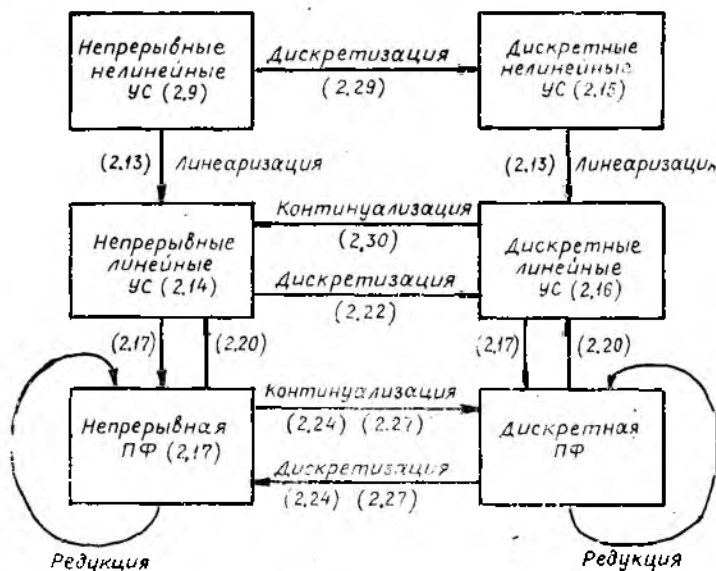 Непрерывные
нелинейные
УС (2,9)
Дискретизация
(2,29)
Дискретные
нелинейные
УС (2,15)
(2,13) Линеаризация
(2,13) Линеаризация
Непрерывные
линейные
УС (2,14)
Континуализация
(2,30)
Дискретизация
(2,22)
Дискретные
линейные
УС (2,16)
(2,17) (2,20)
(2,17) (2,20)
Непрерывная
ПФ (2,17)
Континуализация
(2,24) (2,27)
Дискретизация
(2,24) (2,27)
Дискретная
ПФ
Редукция
Редукция